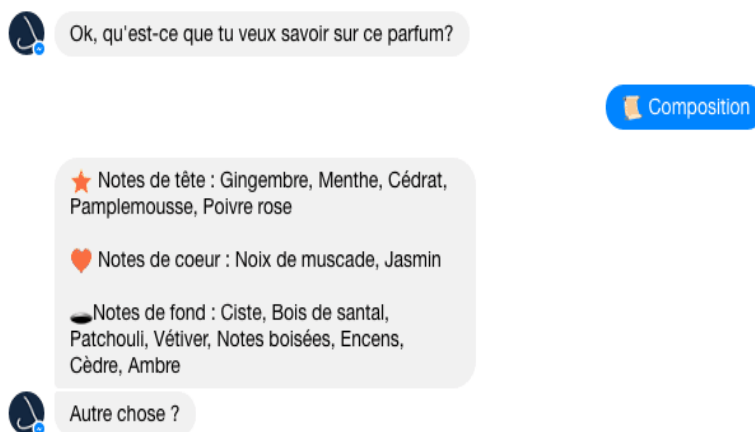 Ok, qu'est-ce que tu veux savoir sur ce parfum?
📜 Composition
⭐ Notes de tête : Gingembre, Menthe, Cédrat,
Pamplemousse, Poivre rose
❤️ Notes de coeur : Noix de muscade, Jasmin
🕳️Notes de fond : Ciste, Bois de santal,
Patchouli, Vétiver, Notes boisées, Encens,
Cèdre, Ambre
Autre chose ?